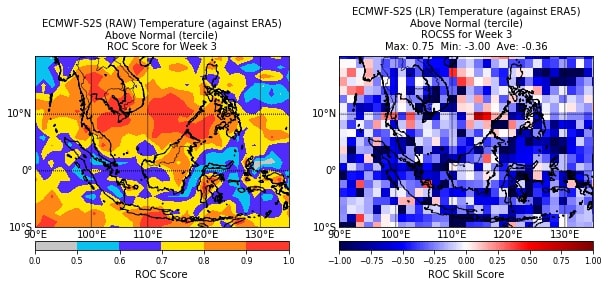 ECMWF-S2S (RAW) Temperature (against ERA5)
Above Normal (tercile)
ROC Score for Week 3
10°N
0°
10°S
90°E 100°E 110°E 120°E 130°E
0.0 0.5 0.6 0.7 0.8 0.9 1.0
ROC Score
ECMWF-S2S (LR) Temperature (against ERA5)
Above Normal (tercile)
ROCSS for Week 3
Max: 0.75 Min: -3.00 Ave: -0.36
10°N
0°
10°S
90°E 100°E 110°E 120°E 130°E
−1.00 −0.75 −0.50 −0.25 0.00 0.25 0.50 0.75 1.00
ROC Skill Score